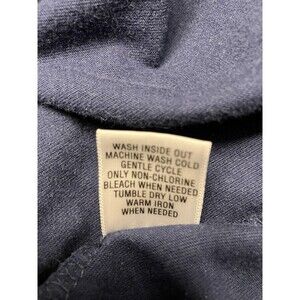 WASH INSIDE OUT
MACHINE WASH COLD
GENTLE CYCLE
ONLY NON-CHLORINE
BLEACH WHEN NEEDED
TUMBLE DRY LOW
WARM IRON
WHEN NEEDED